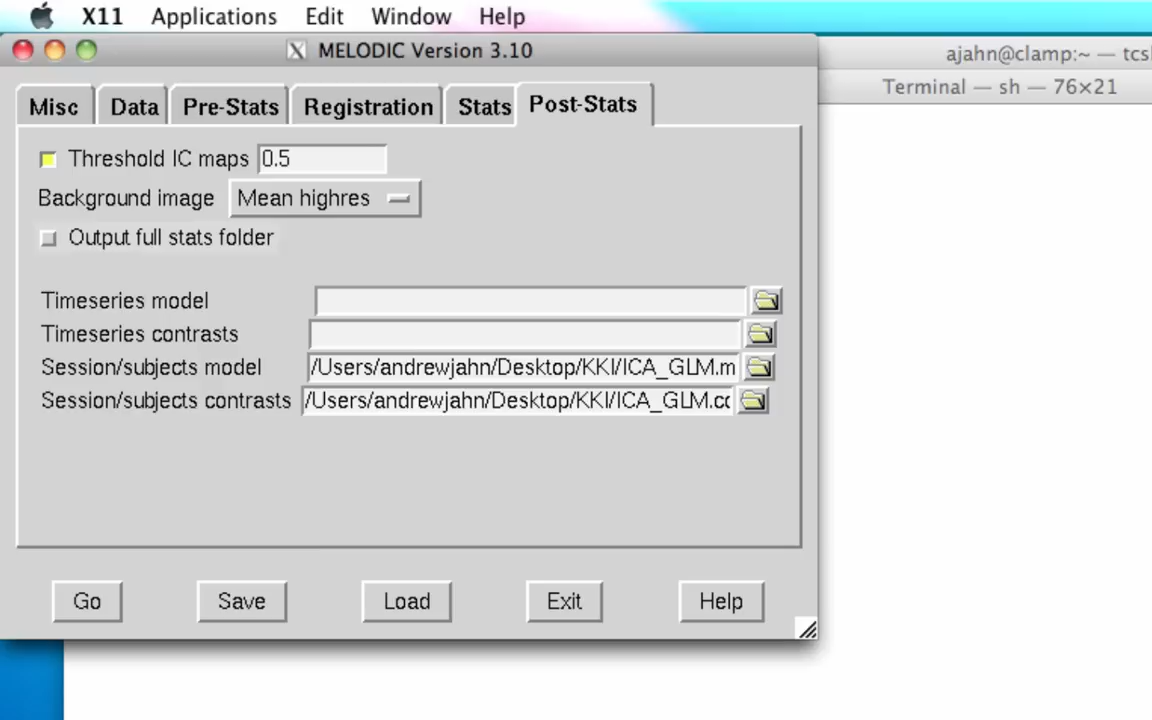 X11 Applications Edit Window Help
X MELODIC Version 3.10
ajahn@clamp:~ — tcs
Terminal — sh — 76×21
Misc Data Pre-Stats Registration Stats Post-Stats
Threshold IC maps 0.5
Background image Mean highres
Output full stats folder
Timeseries model
Timeseries contrasts
Session/subjects model /Users/andrewjahn/Desktop/KKI/ICA_GLM.m
Session/subjects contrasts /Users/andrewjahn/Desktop/KKI/ICA_GLM.cc
Go Save Load Exit Help